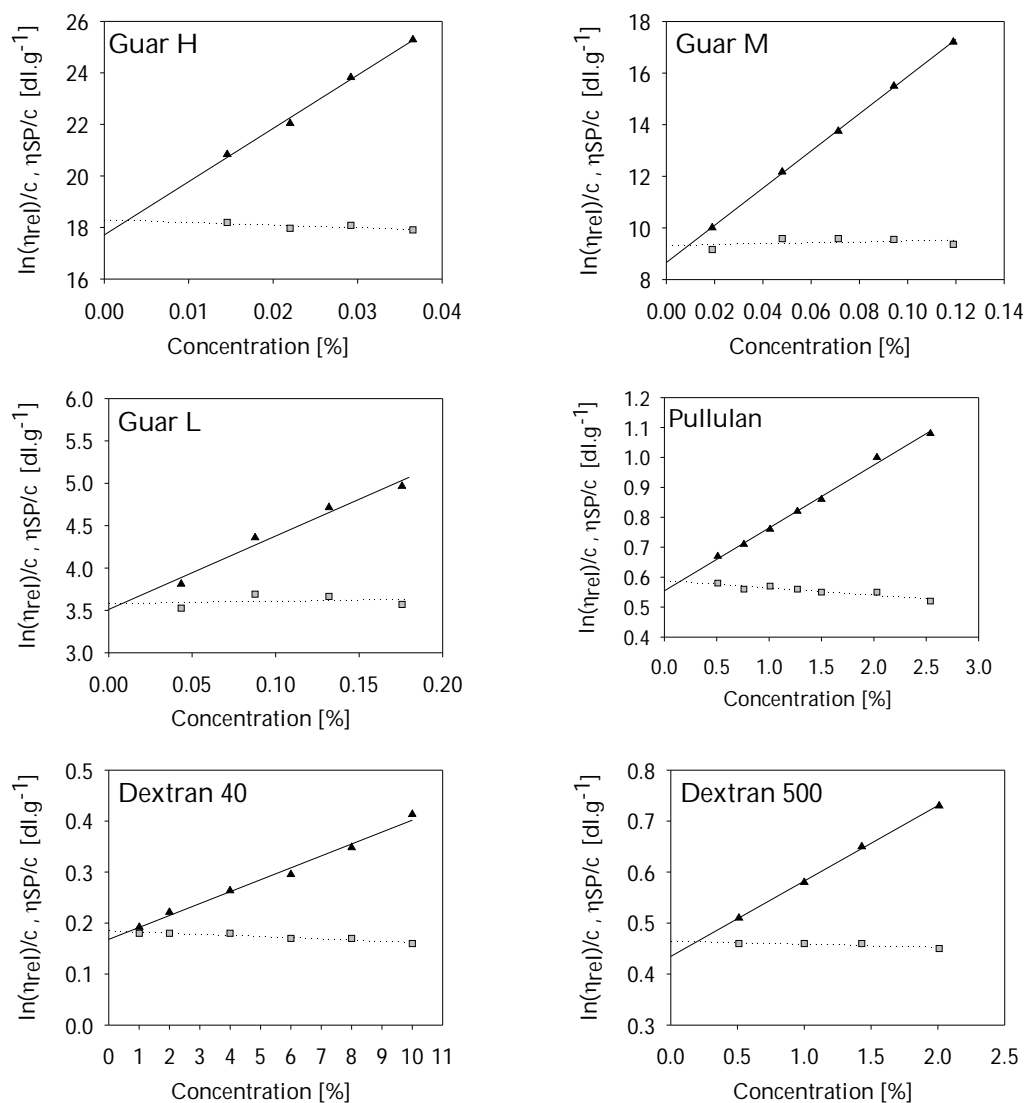 Guar H
ln(ηrel)/c , ηSP/c [dl.g-1]
26
24
22
20
18
16
0.00 0.01 0.02 0.03 0.04
Concentration [%]
Guar M
ln(ηrel)/c , ηSP/c [dl.g-1]
18
16
14
12
10
8
0.00 0.02 0.04 0.06 0.08 0.10 0.12 0.14
Concentration [%]
Guar L
ln(ηrel)/c , ηSP/c [dl.g-1]
6.0
5.5
5.0
4.5
4.0
3.5
3.0
0.00 0.05 0.10 0.15 0.20
Concentration [%]
Pullulan
ln(ηrel)/c , ηSP/c [dl.g-1]
1.2
1.1
1.0
0.9
0.8
0.7
0.6
0.5
0.4
0.0 0.5 1.0 1.5 2.0 2.5 3.0
Concentration [%]
Dextran 40
ln(ηrel)/c , ηSP/c [dl.g-1]
0.5
0.4
0.3
0.2
0.1
0.0
0 1 2 3 4 5 6 7 8 9 10 11
Concentration [%]
Dextran 500
ln(ηrel)/c , ηSP/c [dl.g-1]
0.8
0.7
0.6
0.5
0.4
0.3
0.0 0.5 1.0 1.5 2.0 2.5
Concentration [%]